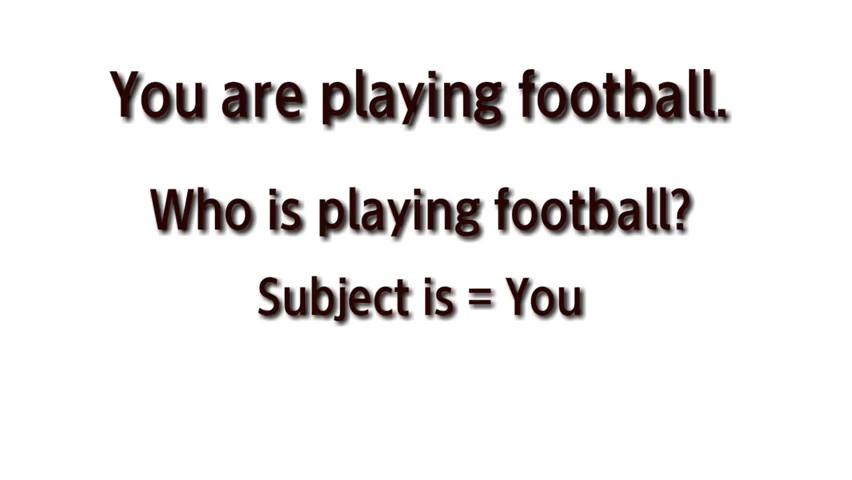 You are playing football.
Who is playing football?
Subject is = You